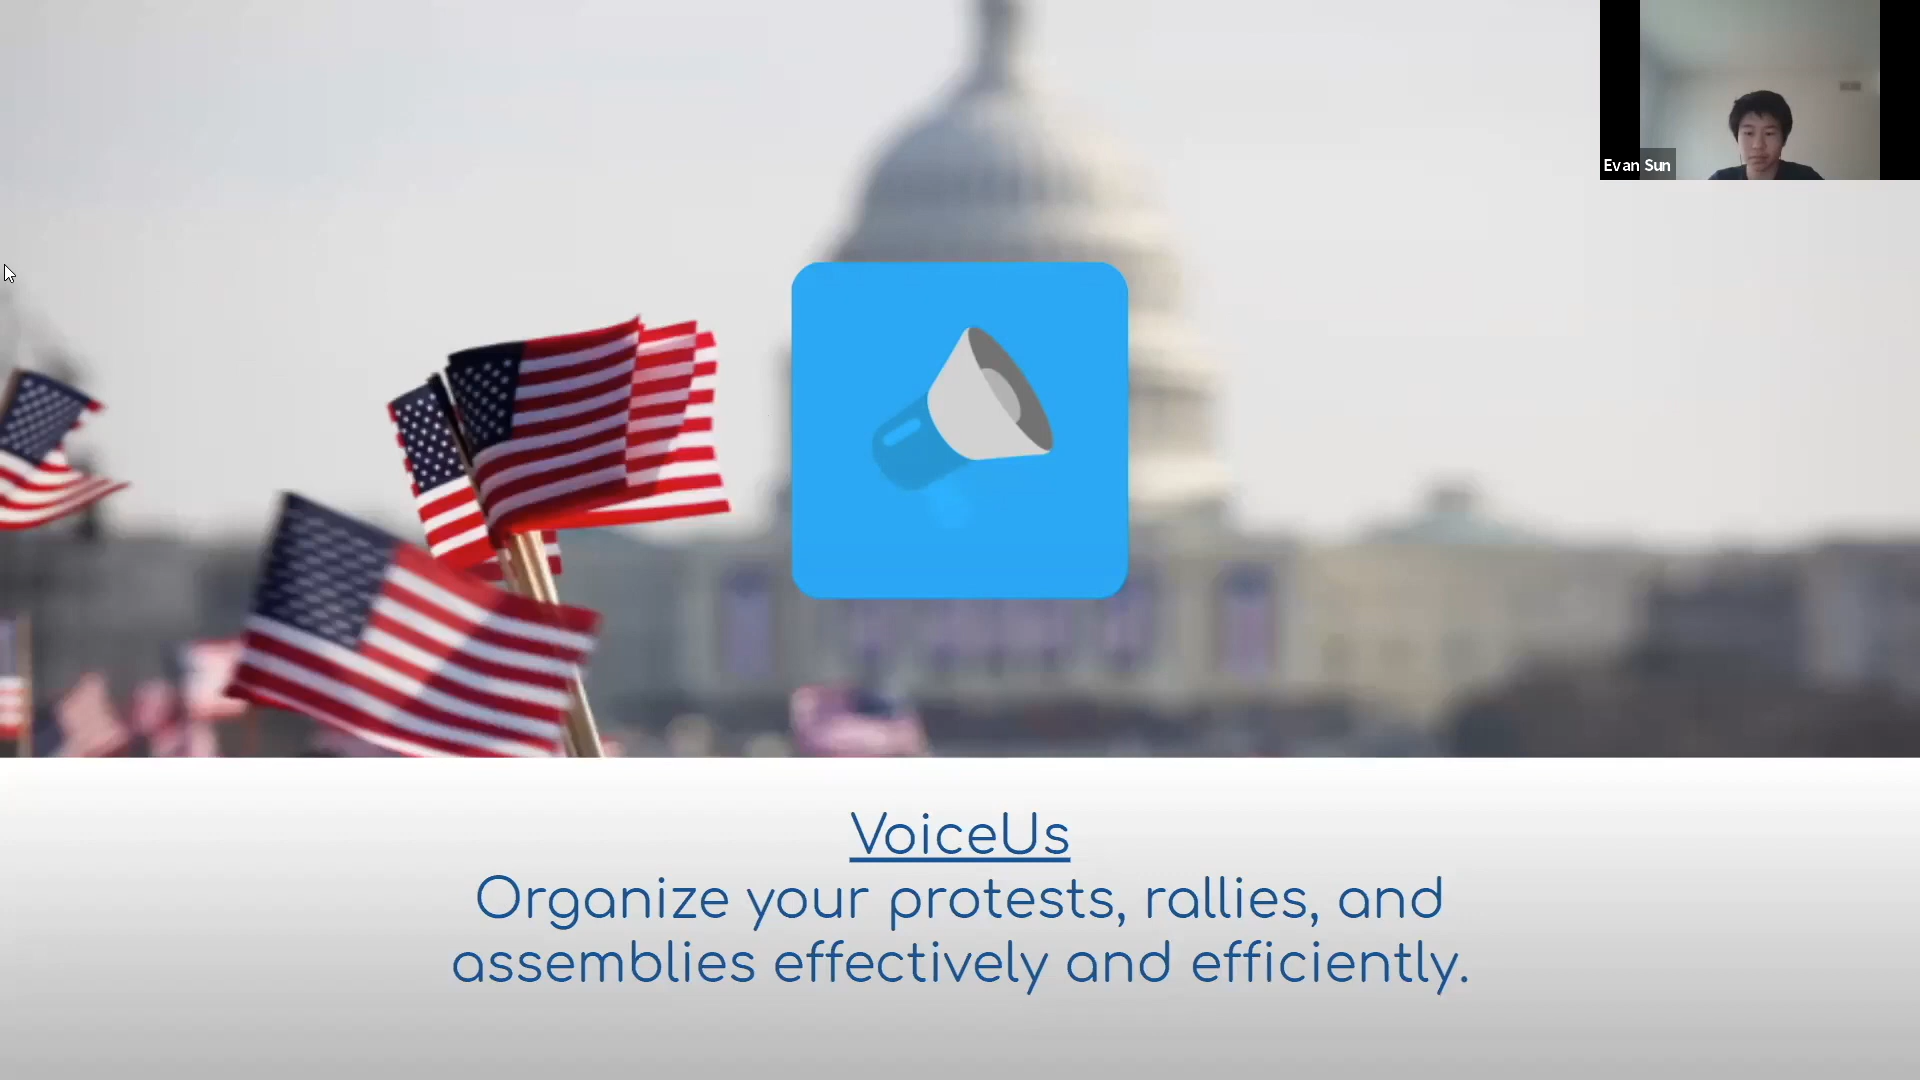 Evan Sun
VoiceUs
Organize your protests, rallies, and
assemblies effectively and efficiently.